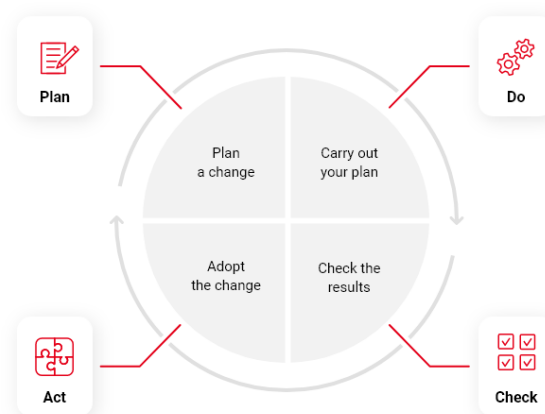 Plan
Do
Plan
a change
Carry out
your plan
Adopt
the change
Check the
results
Act
Check